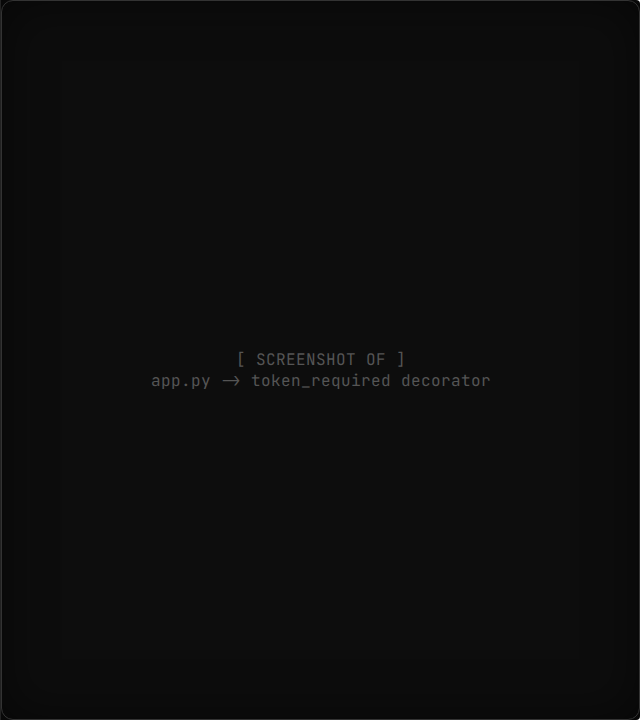 [ SCREENSHOT OF ]
app.py —> token_required decorator